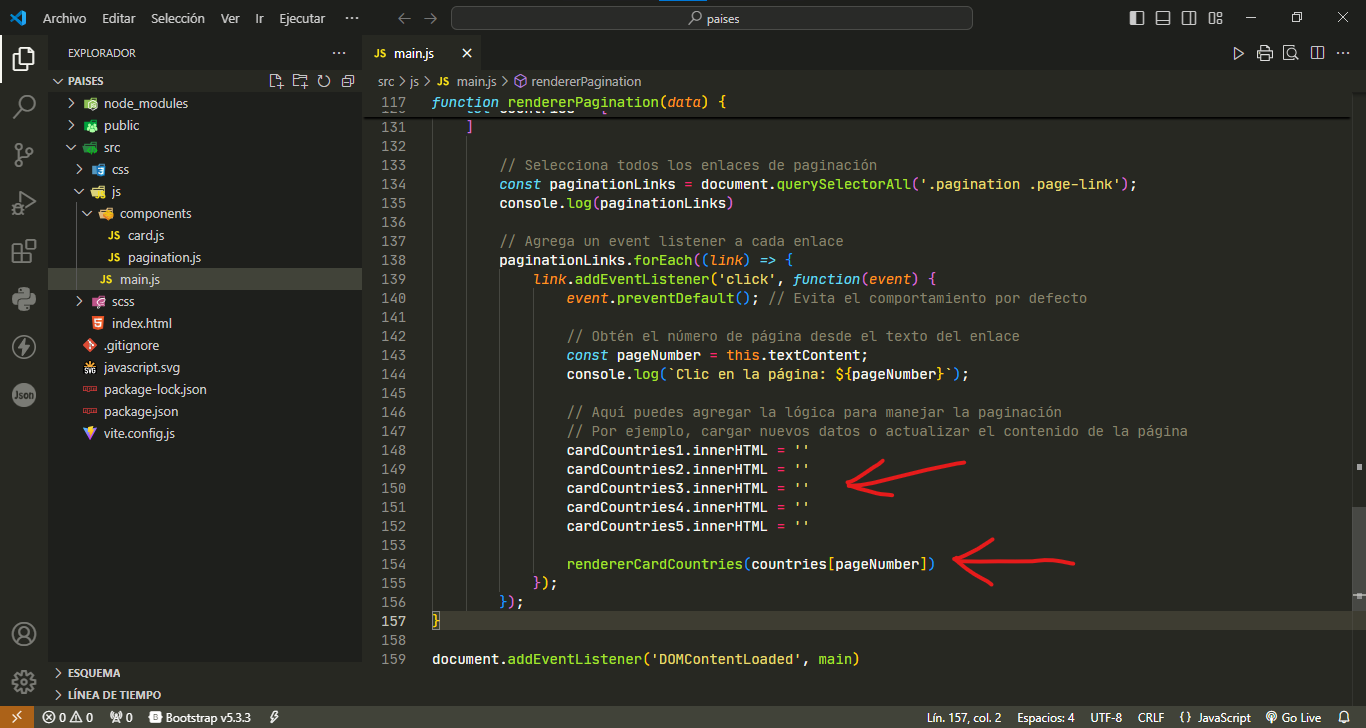 Archivo Editar Selección Ver Ir Ejecutar ··· paises
EXPLORADOR ···
PAISES
node_modules
public
src
css
js
components
JS card.js
JS pagination.js
JS main.js
scss
index.html
.gitignore
javascript.svg
package-lock.json
package.json
vite.config.js
ESQUEMA
LÍNEA DE TIEMPO
Json
JS main.js
src > js > JS main.js > rendererPagination
117 function rendererPagination(data) {
131 ]
132
133 // Selecciona todos los enlaces de paginación
134 const paginationLinks = document.querySelectorAll('.pagination .page-link');
135 console.log(paginationLinks)
136
137 // Agrega un event listener a cada enlace
138 paginationLinks.forEach((link) => {
139 link.addEventListener('click', function(event) {
140 event.preventDefault(); // Evita el comportamiento por defecto
141
142 // Obtén el número de página desde el texto del enlace
143 const pageNumber = this.textContent;
144 console.log(`Clic en la página: ${pageNumber}`);
145
146 // Aquí puedes agregar la lógica para manejar la paginación
147 // Por ejemplo, cargar nuevos datos o actualizar el contenido de la página
148 cardCountries1.innerHTML = ''
149 cardCountries2.innerHTML = ''
150 cardCountries3.innerHTML = ''
151 cardCountries4.innerHTML = ''
152 cardCountries5.innerHTML = ''
153
154 rendererCardCountries(countries[pageNumber])
155 });
156 });
157 }
158
159 document.addEventListener('DOMContentLoaded', main)
0 0 0 Bootstrap v5.3.3 Lín. 157, col. 2 Espacios: 4 UTF-8 CRLF {} JavaScript Go Live